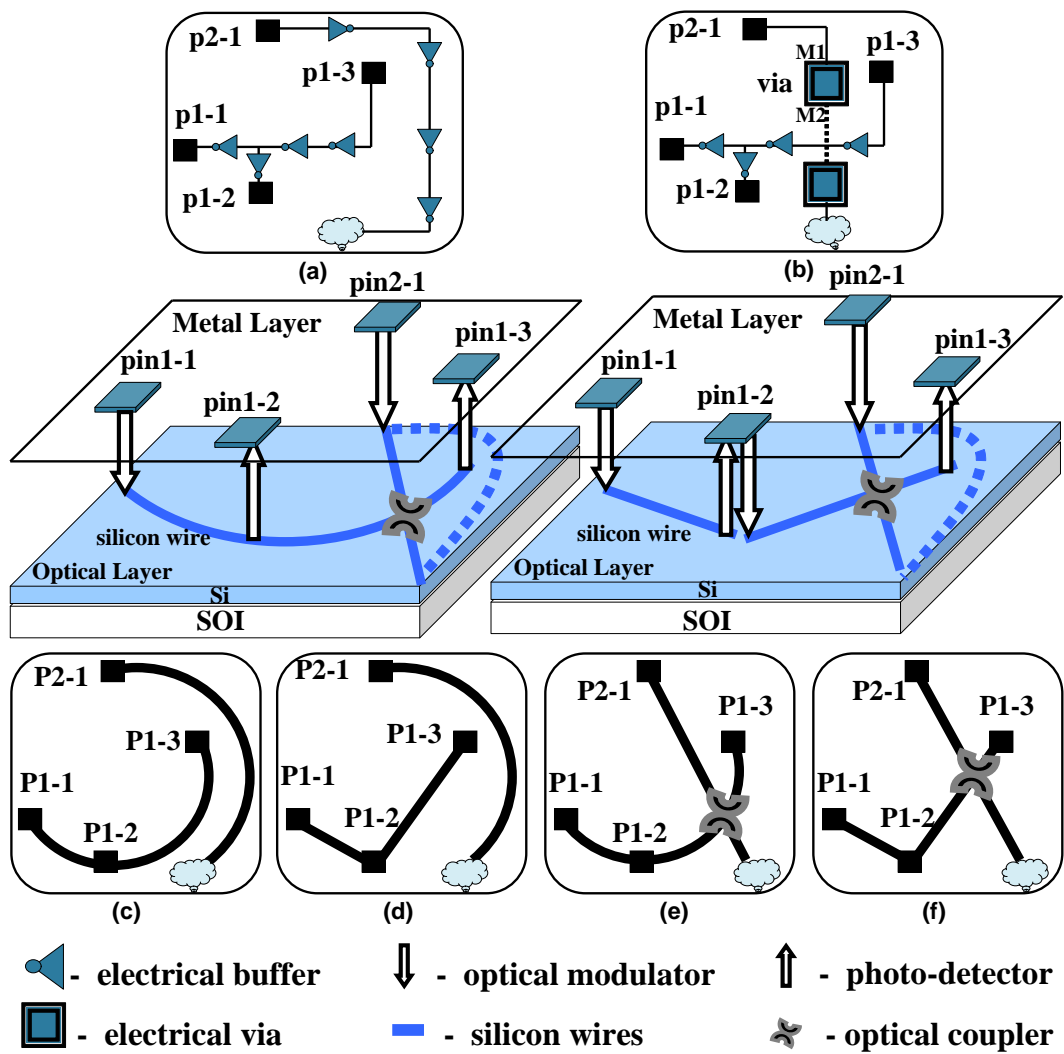 p2-1
p1-3
p1-1
p1-2
(a)
p2-1
M1
p1-3
via
p1-1
M2
p1-2
(b)
pin2-1
Metal Layer
pin1-3
pin1-1
pin1-2
silicon wire
Optical Layer
Si
SOI
pin2-1
Metal Layer
pin1-3
pin1-1
pin1-2
silicon wire
Optical Layer
Si
SOI
P2-1
P1-3
P1-1
P1-2
(c)
P2-1
P1-3
P1-1
P1-2
(d)
P2-1
P1-3
P1-1
P1-2
(e)
P2-1
P1-3
P1-1
P1-2
(f)
- electrical buffer
- optical modulator
- photo-detector
- electrical via
- silicon wires
- optical coupler